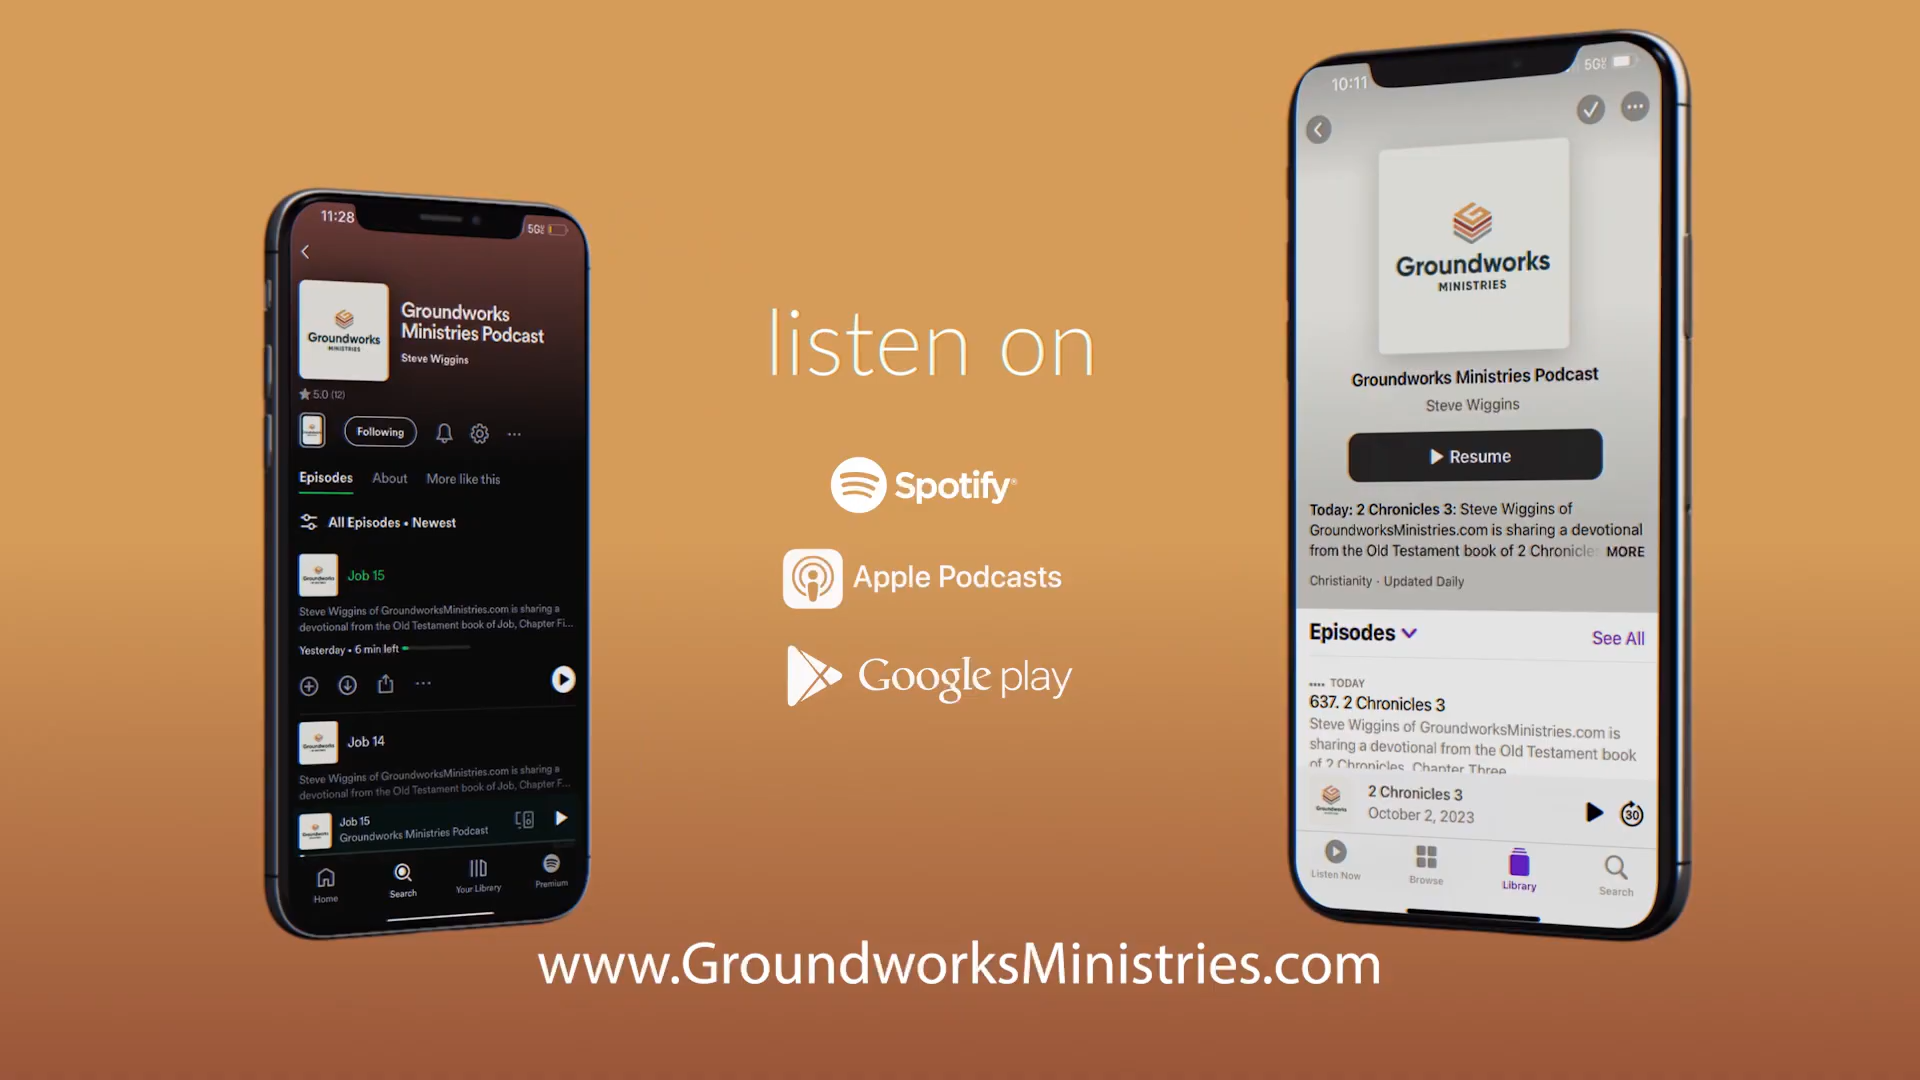 11:28
5G
Groundworks
MINISTRIES
Groundworks
Ministries Podcast
Steve Wiggins
5.0 (12)
Following
Episodes About More like this
All Episodes • Newest
Job 15
Steve Wiggins of GroundworksMinistries.com is sharing a
devotional from the Old Testament book of Job, Chapter Fi...
Yesterday • 6 min left
Job 14
Steve Wiggins of GroundworksMinistries.com is sharing a
devotional from the Old Testament book of Job, Chapter F...
Job 15
Groundworks Ministries Podcast
Home Search Your Library Premium
listen on
Spotify
Apple Podcasts
Google play
10:11
5G
Groundworks
MINISTRIES
Groundworks Ministries Podcast
Steve Wiggins
Resume
Today: 2 Chronicles 3: Steve Wiggins of
GroundworksMinistries.com is sharing a devotional
from the Old Testament book of 2 Chronicle MORE
Christianity · Updated Daily
Episodes See All
TODAY
637. 2 Chronicles 3
Steve Wiggins of GroundworksMinistries.com is
sharing a devotional from the Old Testament book
of 2 Chronicles, Chapter Three
2 Chronicles 3
October 2, 2023
30
Listen Now Browse Library Search
www.GroundworksMinistries.com